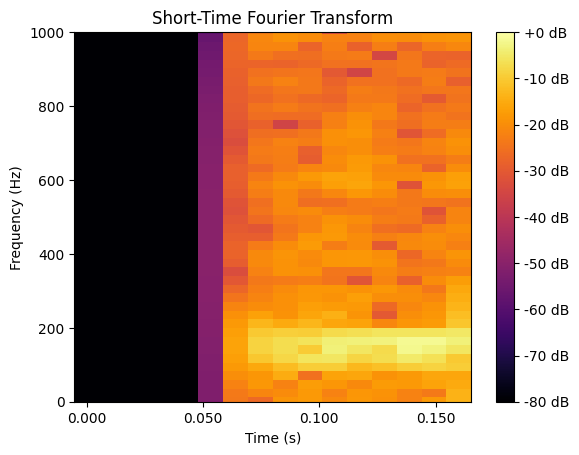 Short-Time Fourier Transform
1000
800
600
400
200
0
Frequency (Hz)
0.000
0.050
0.100
0.150
Time (s)
+0 dB
-10 dB
-20 dB
-30 dB
-40 dB
-50 dB
-60 dB
-70 dB
-80 dB